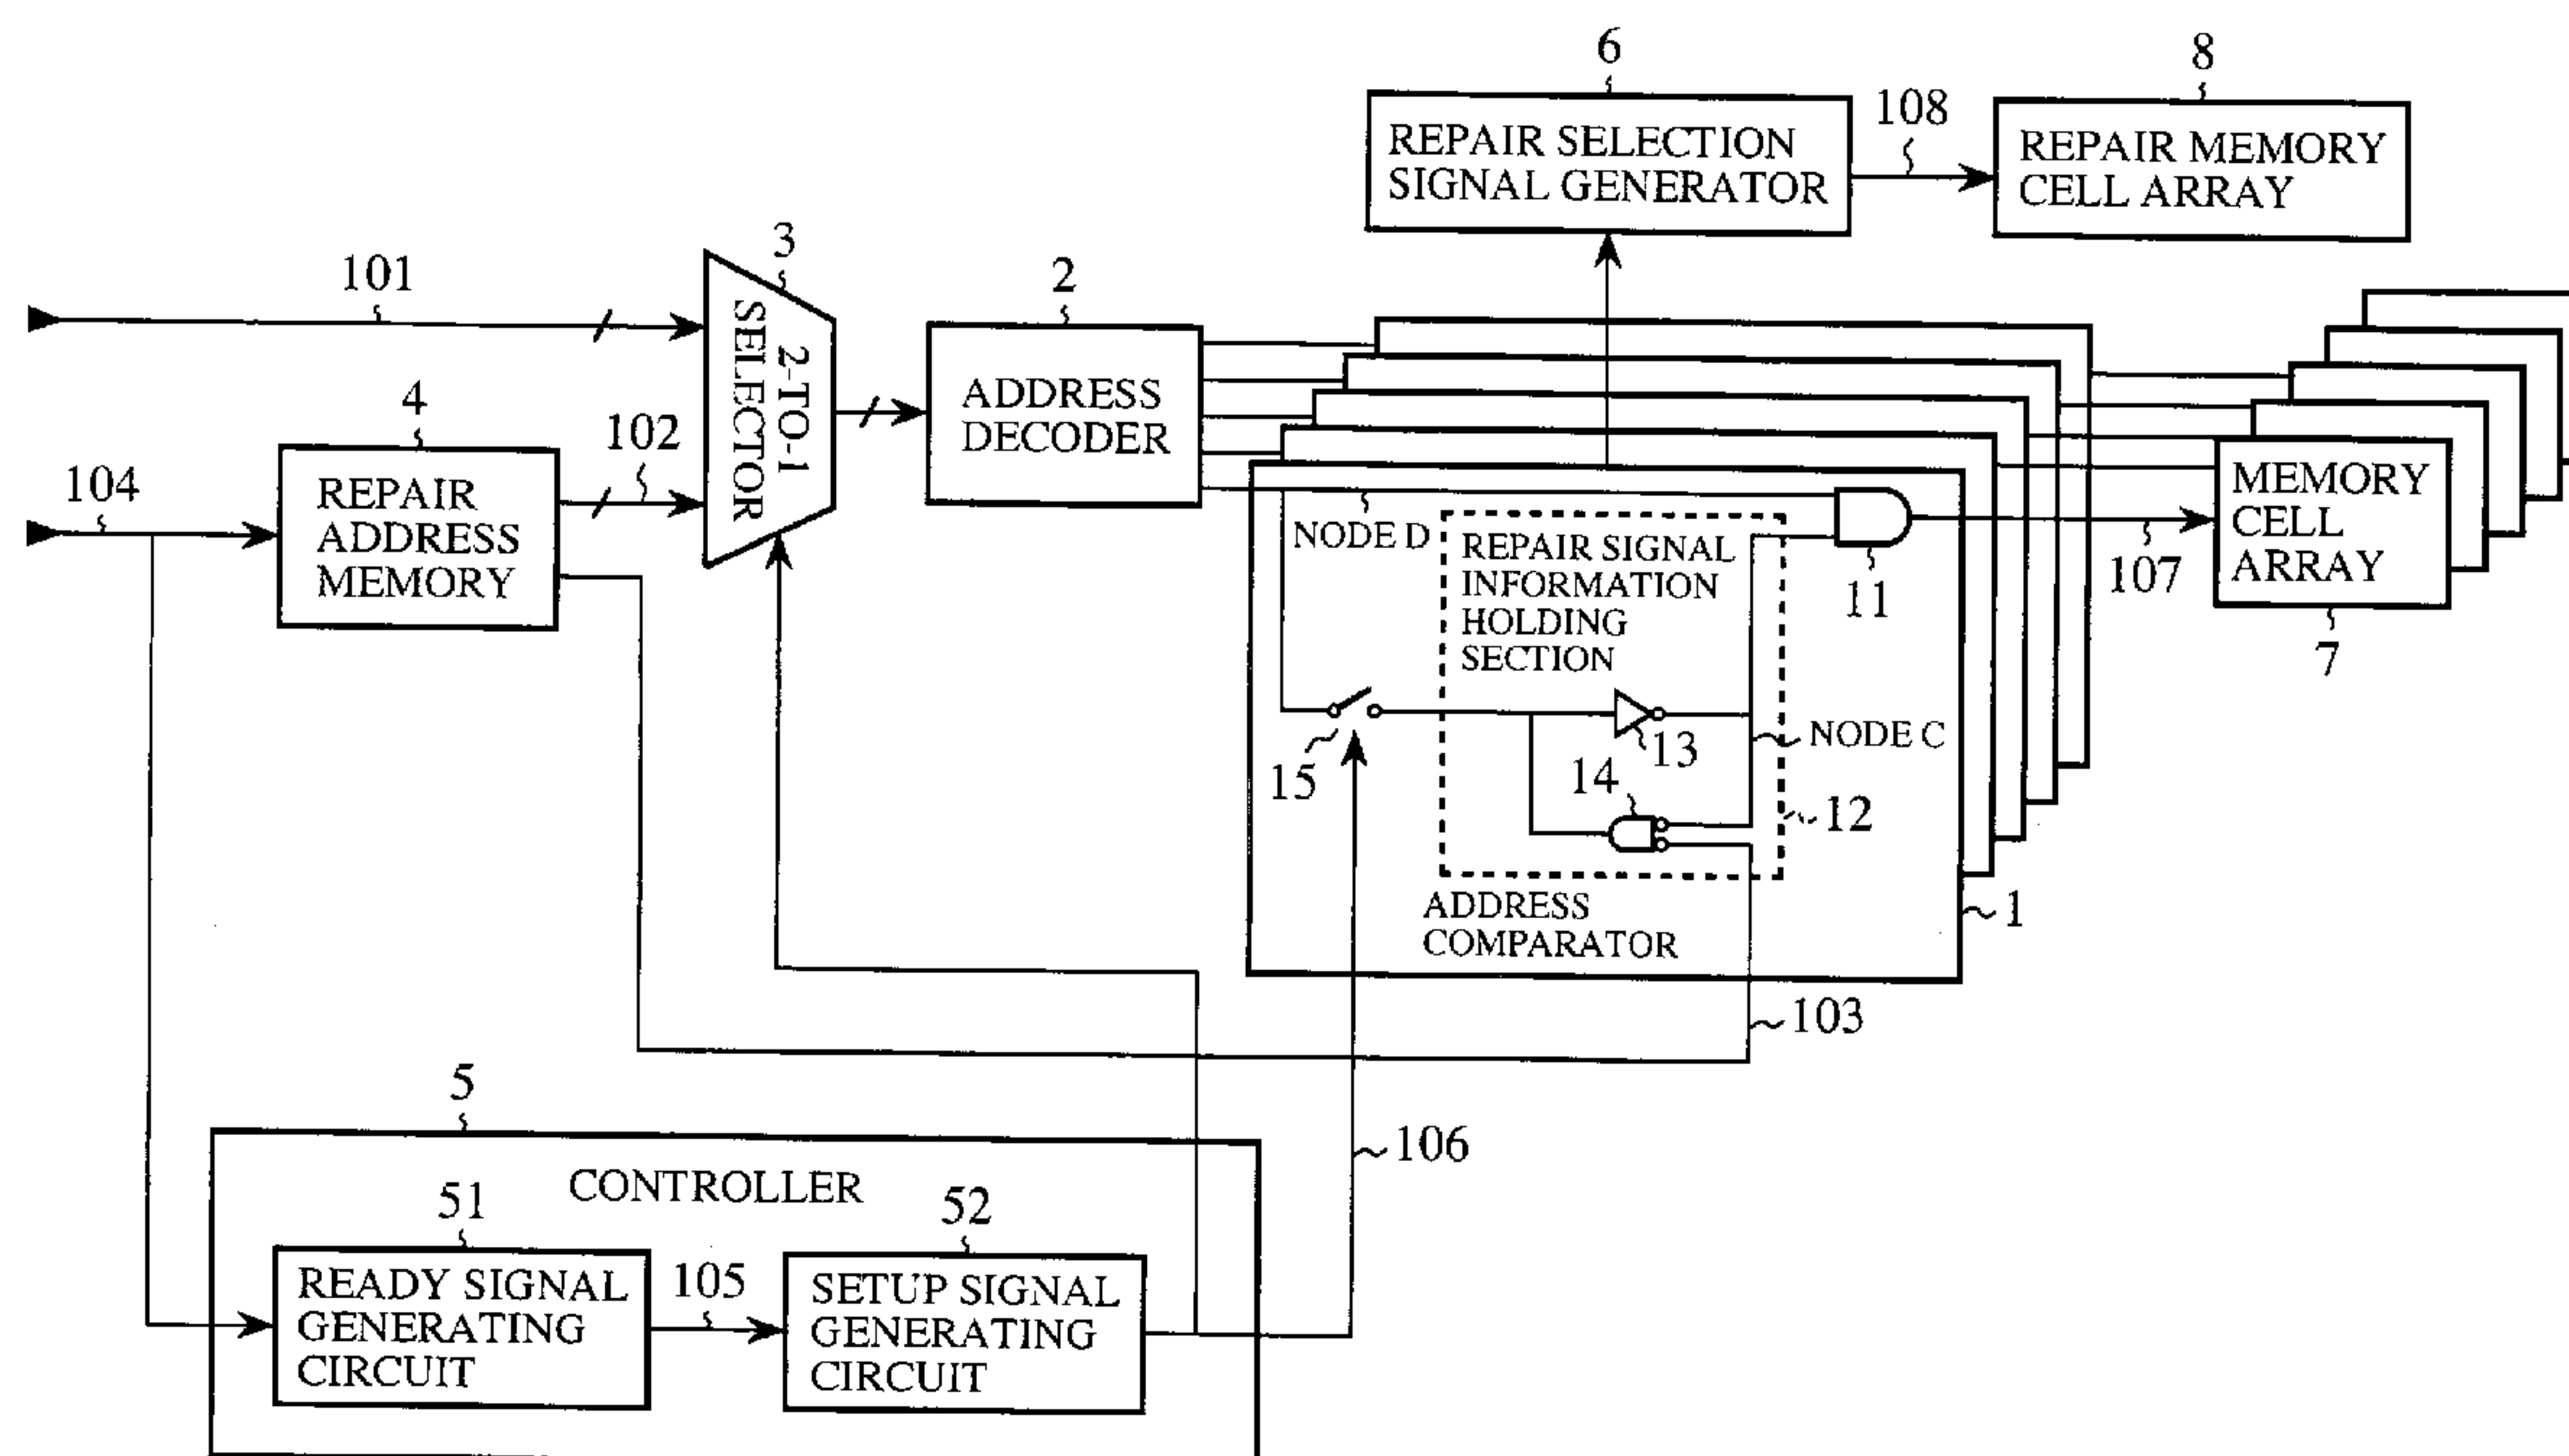 6
8
108
REPAIR SELECTION
SIGNAL GENERATOR
REPAIR MEMORY
CELL ARRAY
3
101
2
2-TO-1
SELECTOR
4
102
ADDRESS
DECODER
104
REPAIR
ADDRESS
MEMORY
NODE D
REPAIR SIGNAL
INFORMATION
HOLDING
SECTION
11
107
MEMORY
CELL
ARRAY
7
15
13
NODE C
14
12
ADDRESS
COMPARATOR
1
103
5
106
CONTROLLER
51
52
READY SIGNAL
GENERATING
CIRCUIT
105
SETUP SIGNAL
GENERATING
CIRCUIT